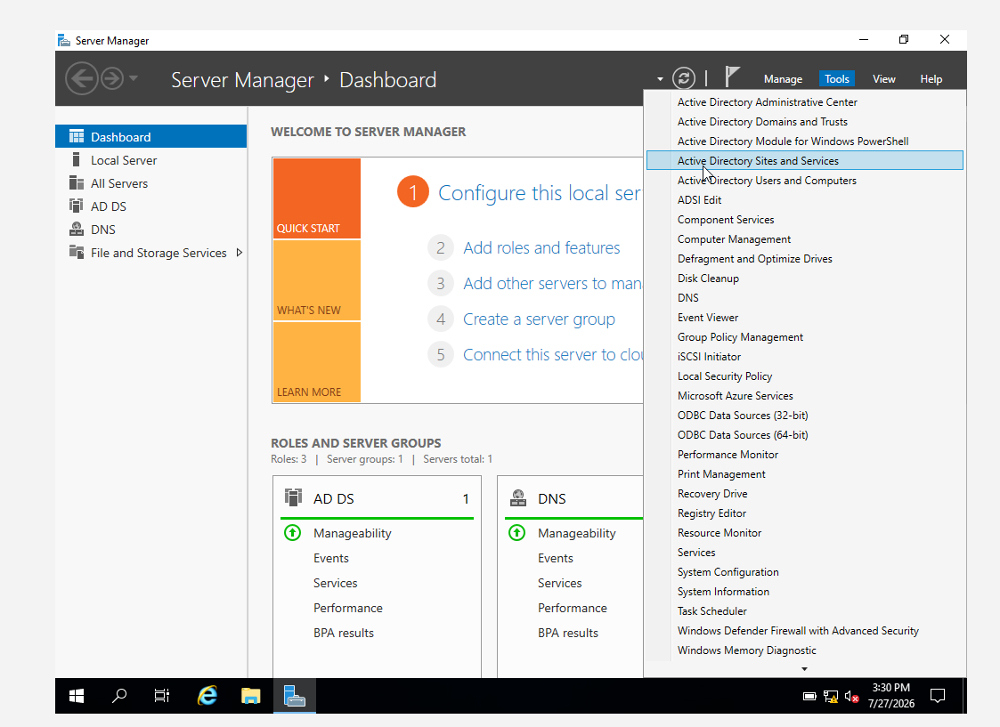 Server Manager
Server Manager ‣ Dashboard
Manage Tools View Help
Dashboard
Local Server
All Servers
AD DS
DNS
File and Storage Services
WELCOME TO SERVER MANAGER
QUICK START
WHAT'S NEW
LEARN MORE
1 Configure this local ser
2 Add roles and features
3 Add other servers to man
4 Create a server group
5 Connect this server to clou
ROLES AND SERVER GROUPS
Roles: 3 | Server groups: 1 | Servers total: 1
AD DS 1
Manageability
Events
Services
Performance
BPA results
DNS
Manageability
Events
Services
Performance
BPA results
Active Directory Administrative Center
Active Directory Domains and Trusts
Active Directory Module for Windows PowerShell
Active Directory Sites and Services
Active Directory Users and Computers
ADSI Edit
Component Services
Computer Management
Defragment and Optimize Drives
Disk Cleanup
DNS
Event Viewer
Group Policy Management
iSCSI Initiator
Local Security Policy
Microsoft Azure Services
ODBC Data Sources (32-bit)
ODBC Data Sources (64-bit)
Performance Monitor
Print Management
Recovery Drive
Registry Editor
Resource Monitor
Services
System Configuration
System Information
Task Scheduler
Windows Defender Firewall with Advanced Security
Windows Memory Diagnostic
3:30 PM
7/27/2026